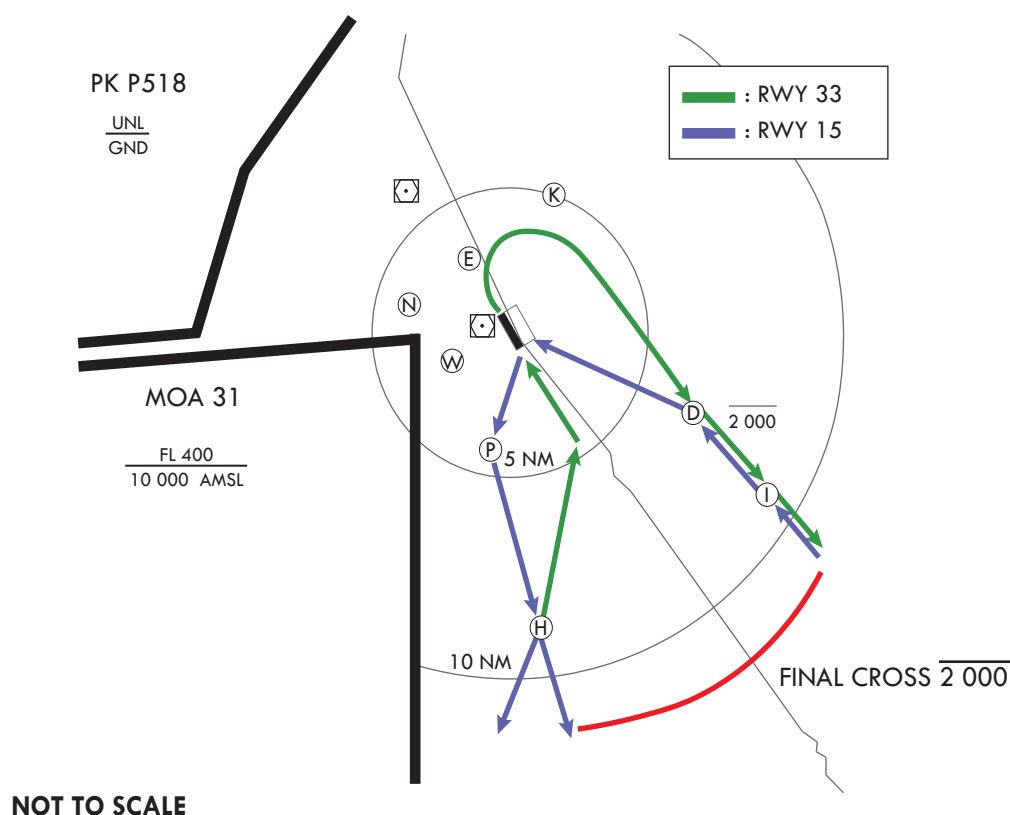 PK P518
UNL
GND
: RWY 33
: RWY 15
K
E
N
W
MOA 31
FL 400
10 000 AMSL
D
2 000
P
5 NM
I
H
10 NM
FINAL CROSS 2 000
NOT TO SCALE